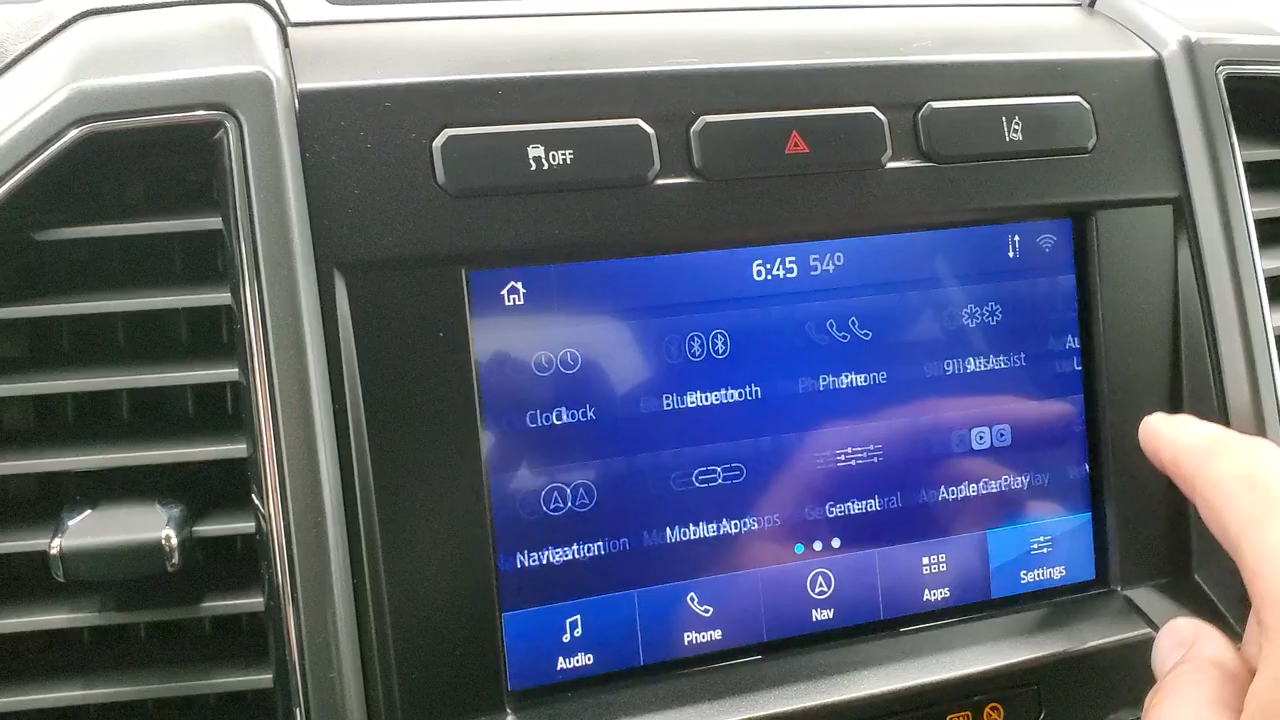 OFF
6:45 54°
Clock
Bluetooth
Phone
911 Assist
Navigation
Mobile Apps
General
Apple CarPlay
Audio
Phone
Nav
Apps
Settings